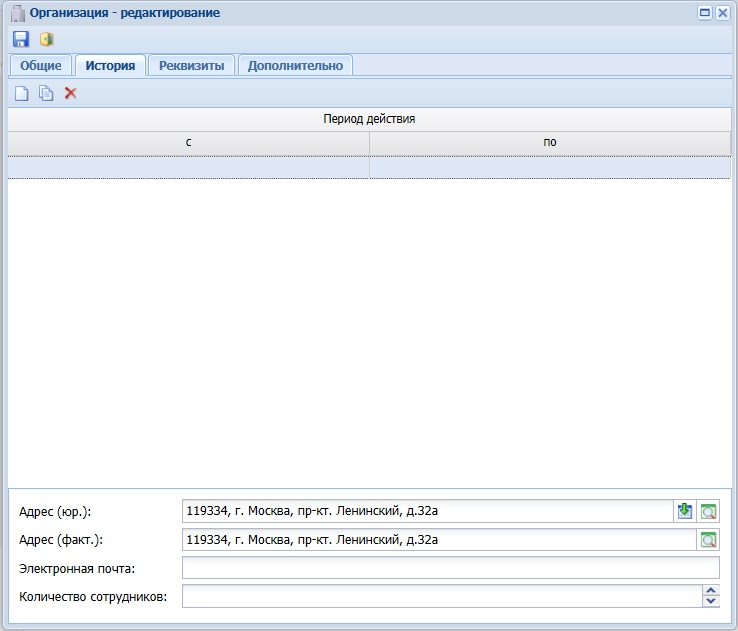 Организация - редактирование
Общие История Реквизиты Дополнительно
Период действия
с по
Адрес (юр.): 119334, г. Москва, пр-кт. Ленинский, д.32а
Адрес (факт.): 119334, г. Москва, пр-кт. Ленинский, д.32а
Электронная почта:
Количество сотрудников: